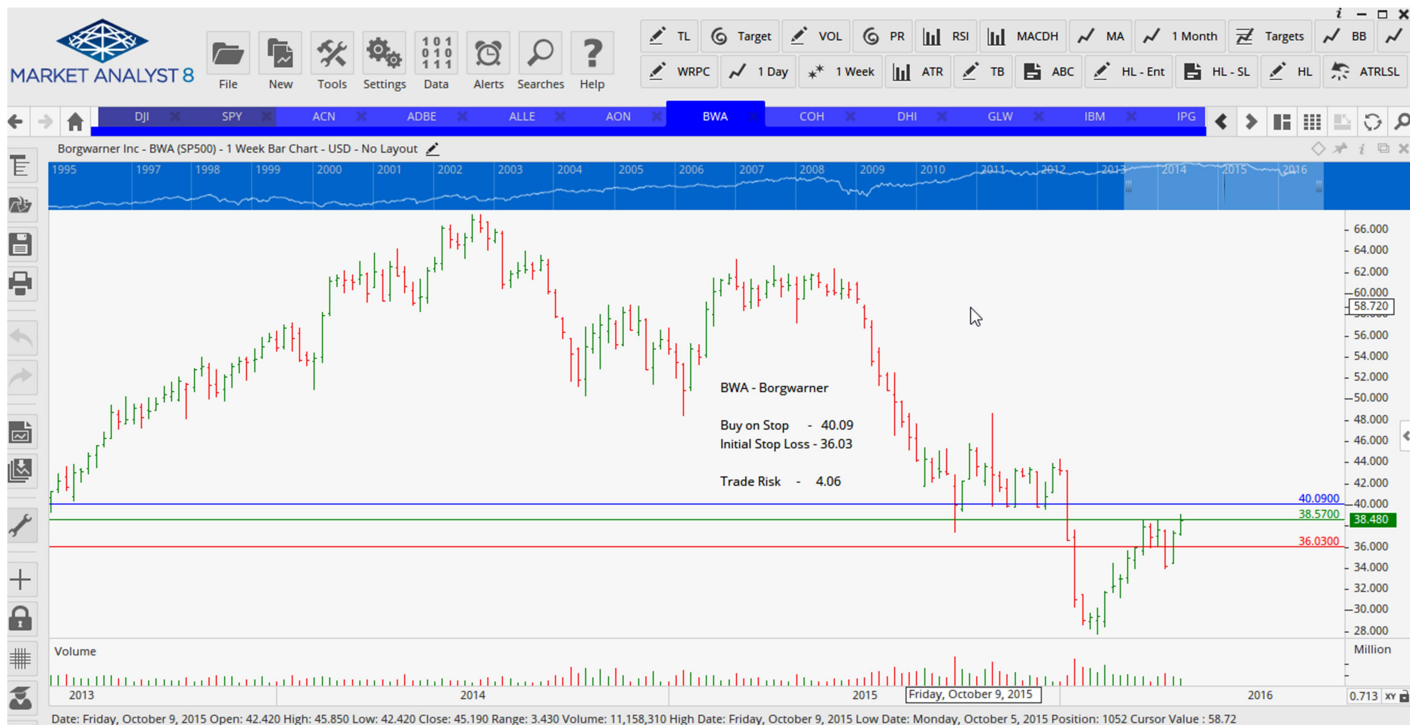 i
MARKET ANALYST 8
File New Tools Settings Data Alerts Searches Help
101 010 111
TL Target VOL PR RSI MACDH MA 1 Month Targets BB
WRPC 1 Day 1 Week ATR TB ABC HL - Ent HL - SL HL ATRLSL
DJI SPY ACN ADBE ALLE AON BWA COH DHI GLW IBM IPG
Borgwarner Inc - BWA (SP500) - 1 Week Bar Chart - USD - No Layout
1995 1997 1998 1999 2000 2001 2002 2003 2004 2005 2006 2007 2008 2009 2010 2011 2012 2013 2014 2015 2016
66.000
64.000
62.000
60.000
58.720
56.000
54.000
52.000
50.000
48.000
46.000
44.000
42.000
40.000
38.480
36.000
34.000
32.000
30.000
28.000
BWA - Borgwarner
Buy on Stop - 40.09
Initial Stop Loss - 36.03
Trade Risk - 4.06
40.0900
38.5700
36.0300
Volume
Million
2013 2014 2015 Friday, October 9, 2015 2016 0.713 XY
Date: Friday, October 9, 2015 Open: 42.420 High: 45.850 Low: 42.420 Close: 45.190 Range: 3.430 Volume: 11,158,310 High Date: Friday, October 9, 2015 Low Date: Monday, October 5, 2015 Position: 1052 Cursor Value : 58.72